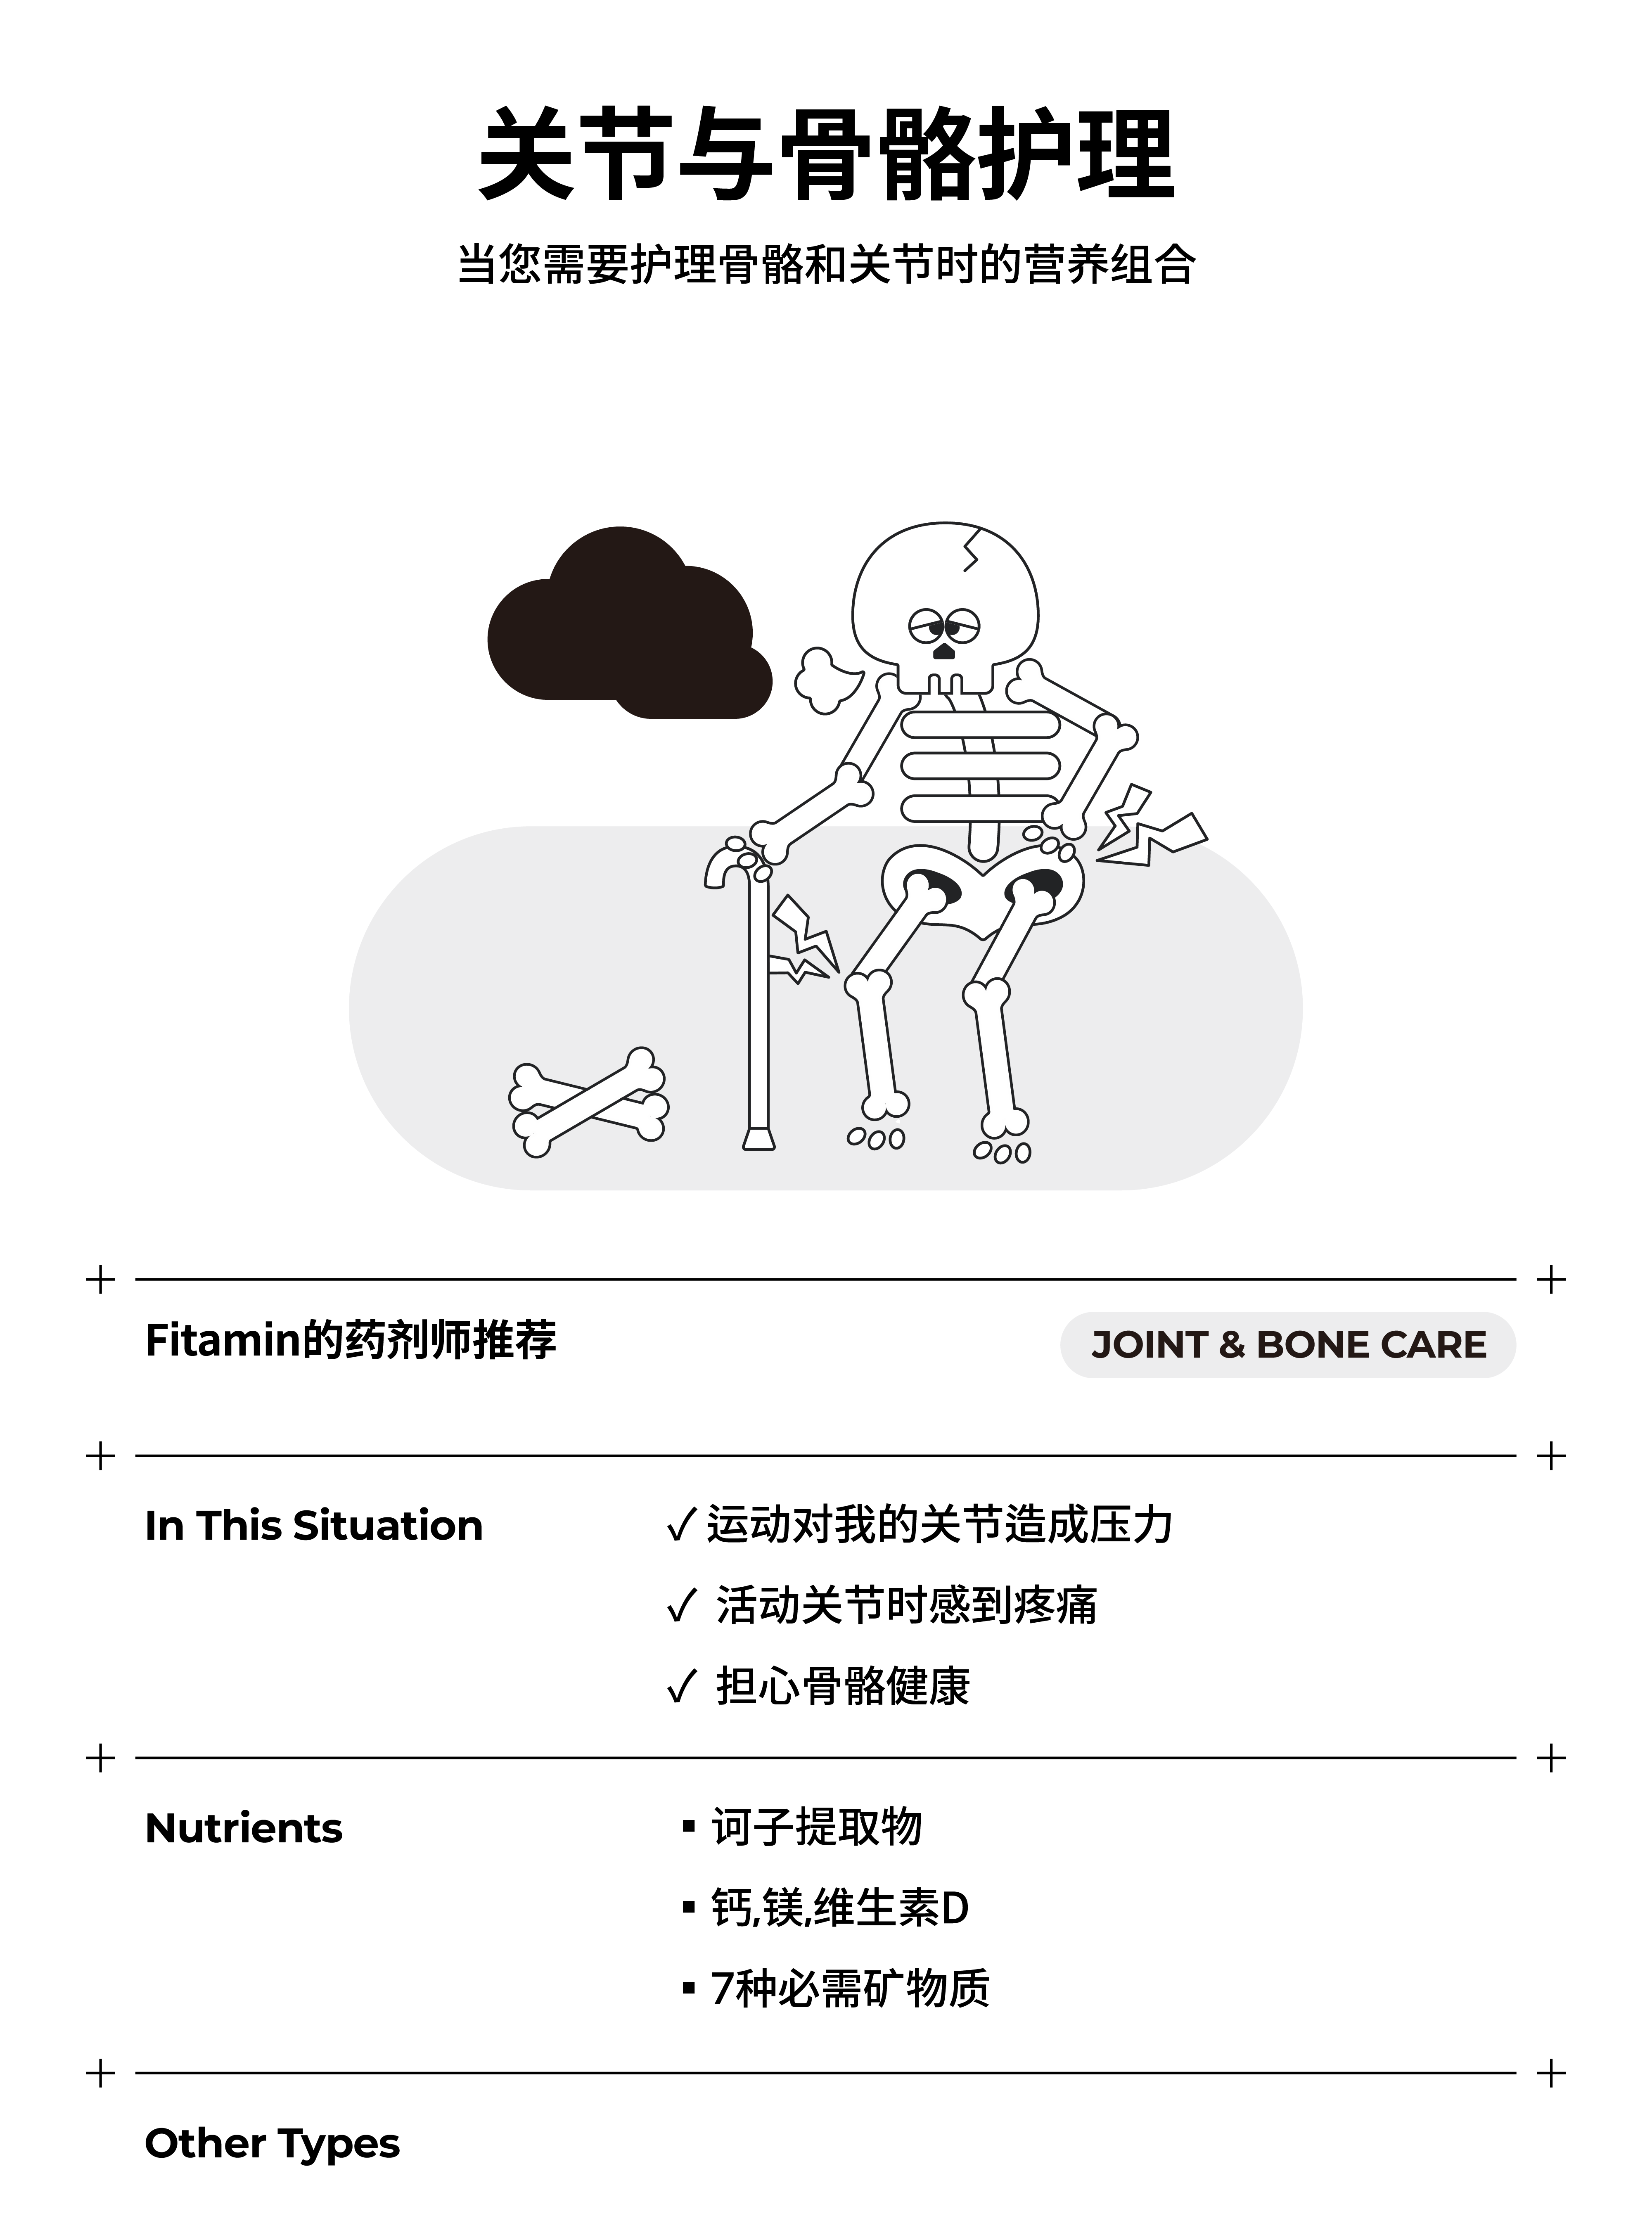 关节与骨骼护理
当您需要护理骨骼和关节时的营养组合
Fitamin的药剂师推荐
JOINT & BONE CARE
In This Situation
✓ 运动对我的关节造成压力
✓ 活动关节时感到疼痛
✓ 担心骨骼健康
Nutrients
▪ 诃子提取物
▪ 钙,镁,维生素D
▪ 7种必需矿物质
Other Types